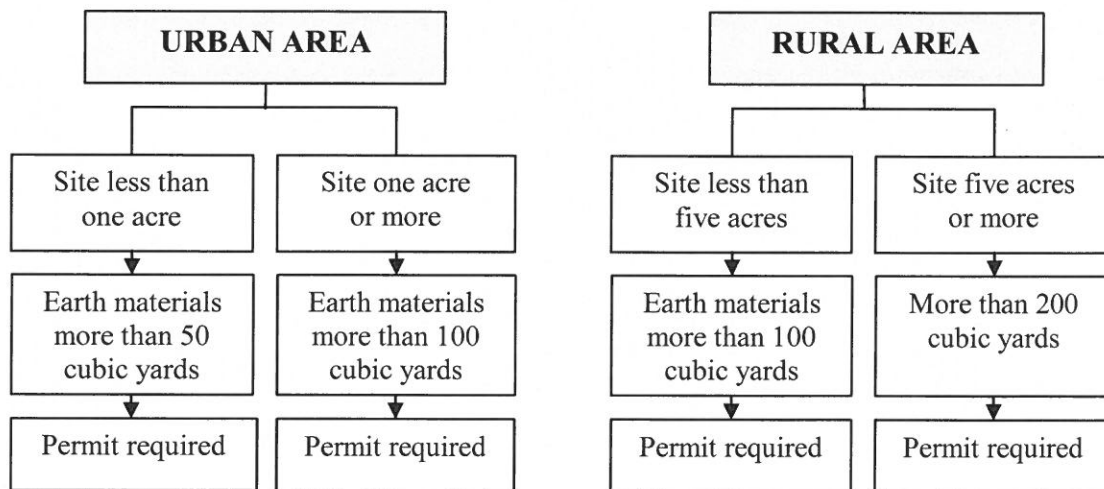 URBAN AREA
Site less than
one acre
Earth materials
more than 50
cubic yards
Permit required
Site one acre
or more
Earth materials
more than 100
cubic yards
Permit required
RURAL AREA
Site less than
five acres
Earth materials
more than 100
cubic yards
Permit required
Site five acres
or more
More than 200
cubic yards
Permit required